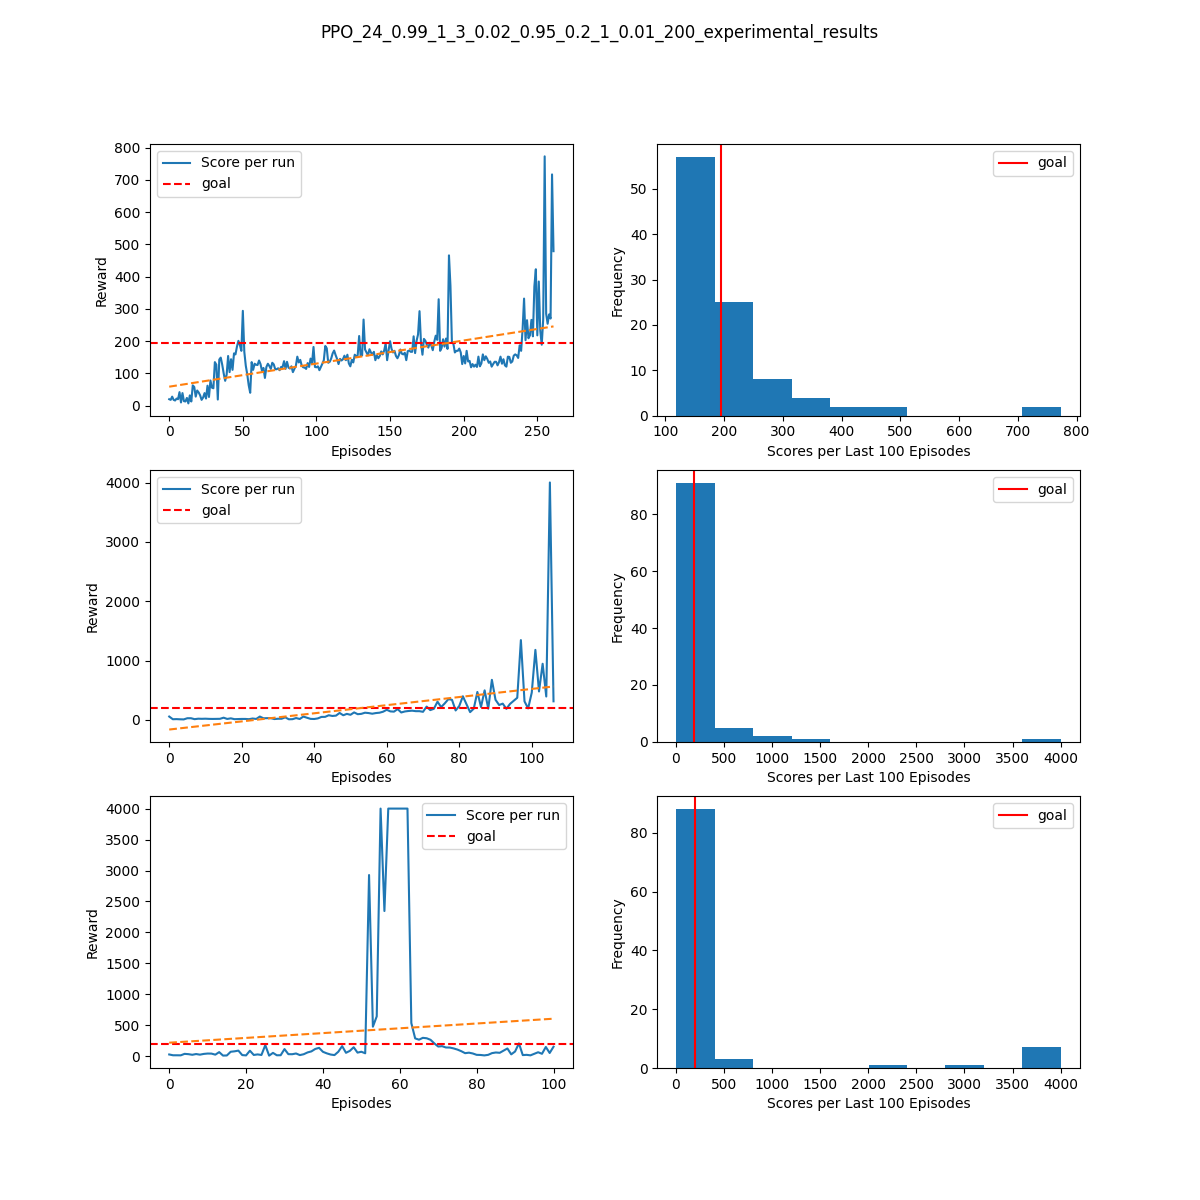 PPO_24_0.99_1_3_0.02_0.95_0.2_1_0.01_200_experimental_results
800
700
600
500
400
300
200
100
0
Reward
Score per run
goal
0 50 100 150 200 250
Episodes
50
40
30
20
10
0
Frequency
goal
100 200 300 400 500 600 700 800
Scores per Last 100 Episodes
4000
3000
2000
1000
0
Reward
Score per run
goal
0 20 40 60 80 100
Episodes
80
60
40
20
0
Frequency
goal
0 500 1000 1500 2000 2500 3000 3500 4000
Scores per Last 100 Episodes
4000
3500
3000
2500
2000
1500
1000
500
0
Reward
Score per run
goal
0 20 40 60 80 100
Episodes
80
60
40
20
0
Frequency
goal
0 500 1000 1500 2000 2500 3000 3500 4000
Scores per Last 100 Episodes